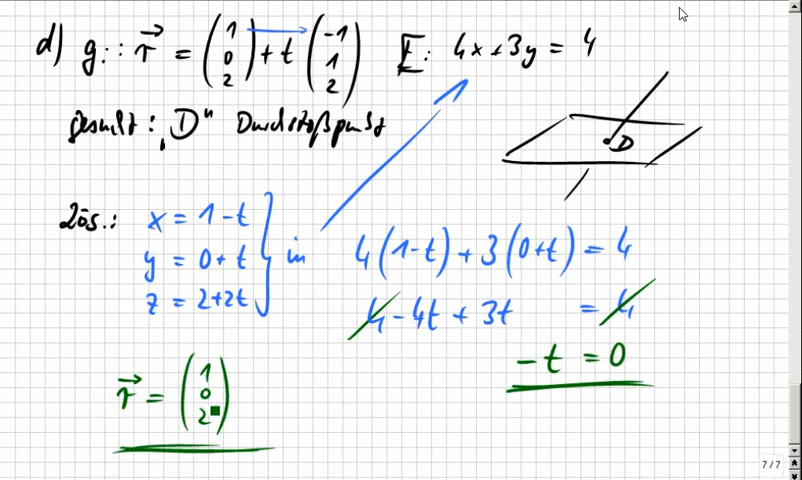 d) g: r⃗ = (1 0 2) + t (-1 1 2) E: 4x+3y = 4
gesucht: „D" Durchstoßpunkt
D
Lös.: x = 1-t
y = 0+t
z = 2+2t
in 4(1-t) + 3(0+t) = 4
4 - 4t + 3t = 4
-t = 0
r⃗ = (1 0 2)
7/7